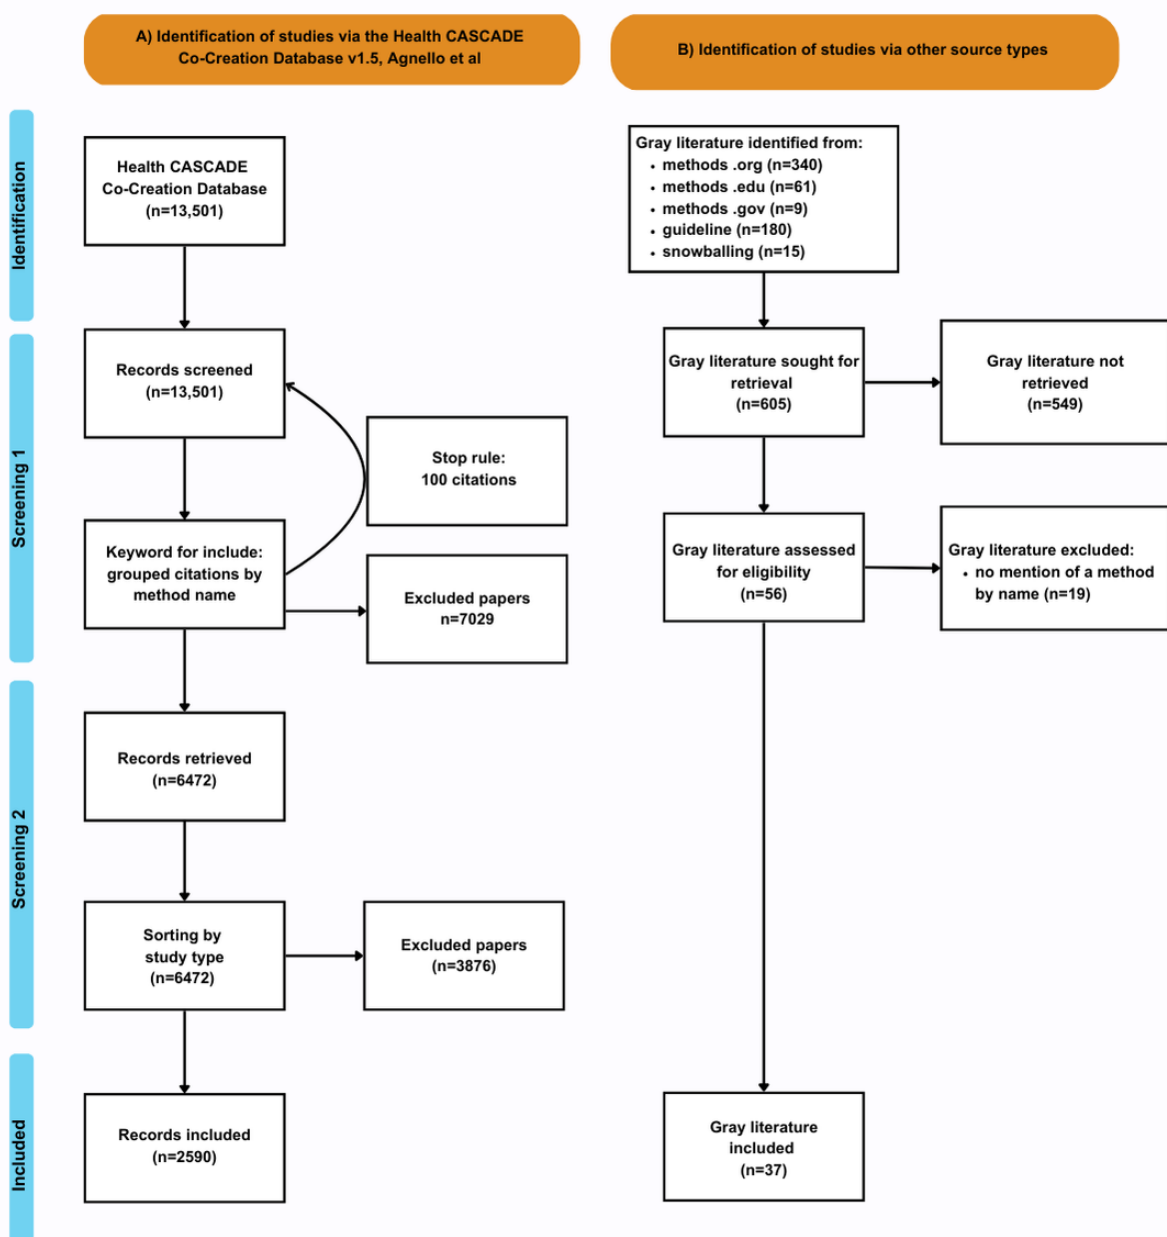 A) Identification of studies via the Health CASCADE
Co-Creation Database v1.5, Agnello et al
B) Identification of studies via other source types
Identification
Health CASCADE
Co-Creation Database
(n=13,501)
Gray literature identified from:
• methods .org (n=340)
• methods .edu (n=61)
• methods .gov (n=9)
• guideline (n=180)
• snowballing (n=15)
Screening 1
Records screened
(n=13,501)
Stop rule:
100 citations
Keyword for include:
grouped citations by
method name
Excluded papers
n=7029
Gray literature sought for
retrieval
(n=605)
Gray literature not
retrieved
(n=549)
Gray literature assessed
for eligibility
(n=56)
Gray literature excluded:
• no mention of a method
by name (n=19)
Screening 2
Records retrieved
(n=6472)
Sorting by
study type
(n=6472)
Excluded papers
(n=3876)
Included
Records included
(n=2590)
Gray literature
included
(n=37)